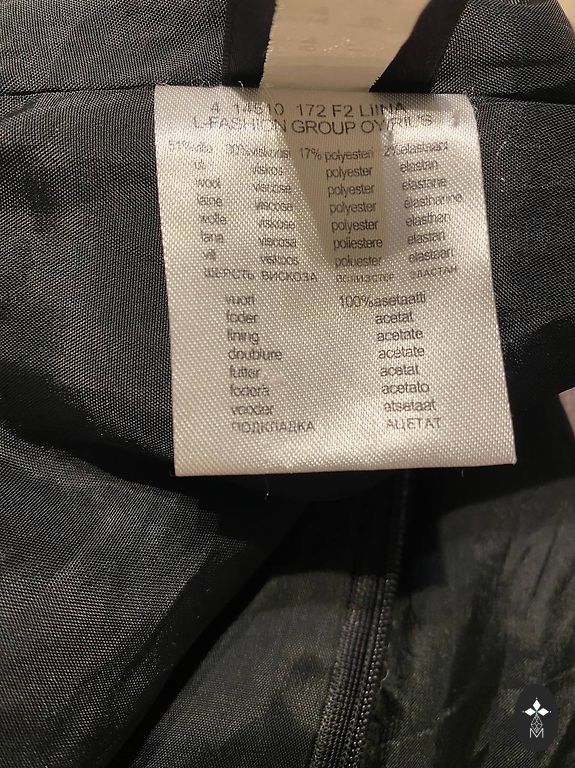 4 14510 172 F2 LIINA
L-FASHION GROUP OY/RIUS
51%villa 30%viskoosi 17% polyesteri 2%elastaani
ull viskos polyester elastan
wool viscose polyester elastane
laine viscose polyester elasthanne
wolle viskose polyester elasthan
lana viscosa poliestere elastan
vill viskoos polüester elastaan
ШЕРСТЬ ВИСКОЗА ПОЛИЭСТЕР ЭЛАСТАН
vuori 100%asetaatti
foder acetat
lining acetate
doublure acetate
futter acetat
fodera acetato
vooder atsetaat
ПОДКЛАДКА АЦЕТАТ